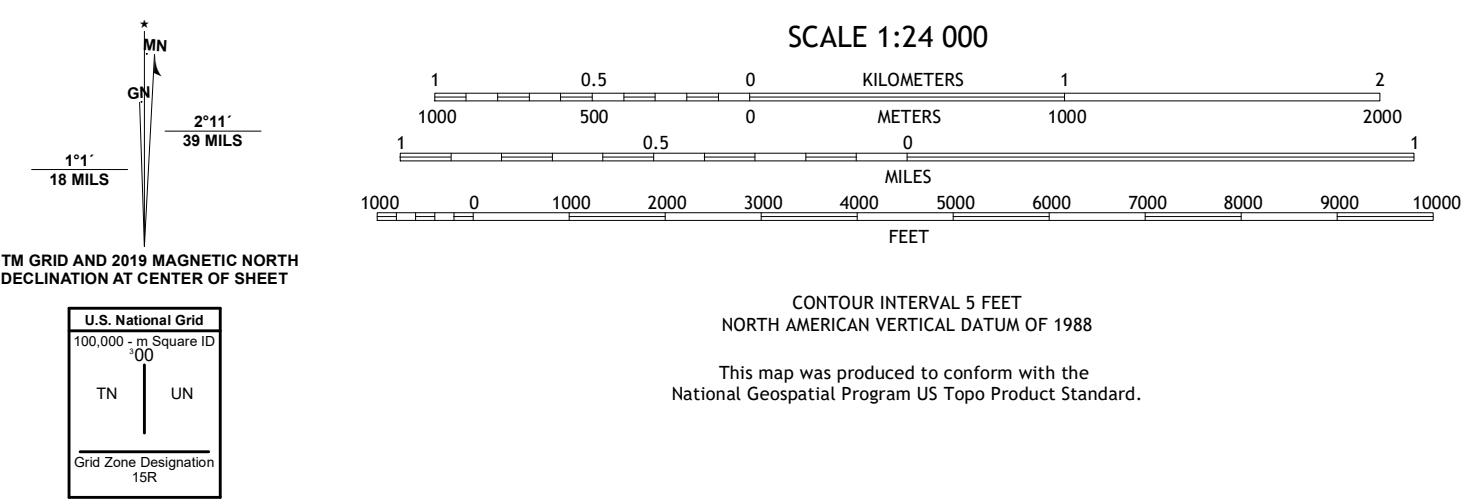 ★
MN
GN
2°11´
39 MILS
1°1´
18 MILS
TM GRID AND 2019 MAGNETIC NORTH
DECLINATION AT CENTER OF SHEET
U.S. National Grid
100,000 - m Square ID
³00
TN UN
Grid Zone Designation
15R
SCALE 1:24 000
1 0.5 0 KILOMETERS 1 2
1000 500 0 METERS 1000 2000
1 0.5 0 1
MILES
1000 0 1000 2000 3000 4000 5000 6000 7000 8000 9000 10000
FEET
CONTOUR INTERVAL 5 FEET
NORTH AMERICAN VERTICAL DATUM OF 1988
This map was produced to conform with the
National Geospatial Program US Topo Product Standard.